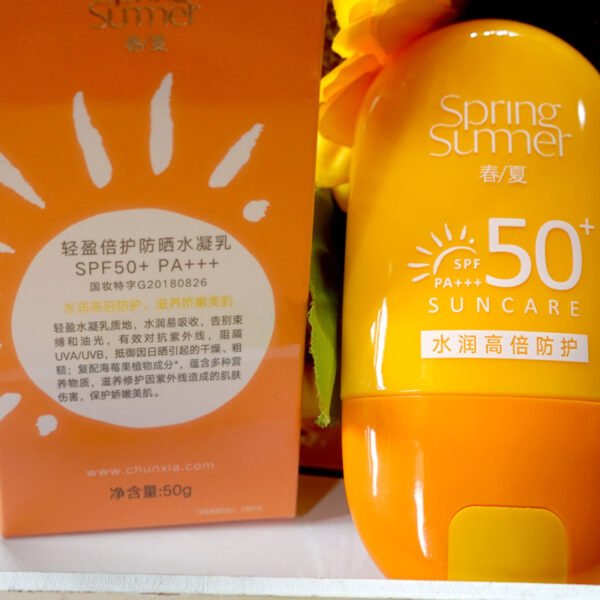 Spring
Summer
春/夏
轻盈倍护防晒水凝乳
SPF50+ PA+++
国妆特字G20180826
水润高倍防护，滋养娇嫩美肌
轻盈水凝乳质地，水润易吸收，告别束
缚和油光，有效对抗紫外线，阻隔
UVA/UVB，抵御因日晒引起的干燥、粗
糙；复配海莓果植物成分*，蕴含多种营
养物质，滋养修护因紫外线造成的肌肤
伤害，保护娇嫩美肌。
www.chunxia.com
净含量:50g
Spring
Summer
春/夏
SPF
PA+++
50+
SUNCARE
水润高倍防护